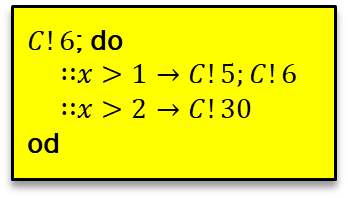 C! 6; do
∷x > 1 → C! 5; C! 6
∷x > 2 → C! 30
od